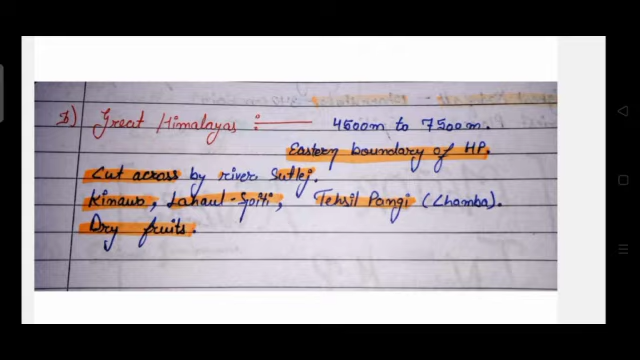 Great Himalayas :— 4500m to 7500m.
Eastern boundary of HP.
Cut across by river Sutlej.
Kinaur, Lahaul-Spiti, Tehsil Pangi (Chamba).
Dry fruits.